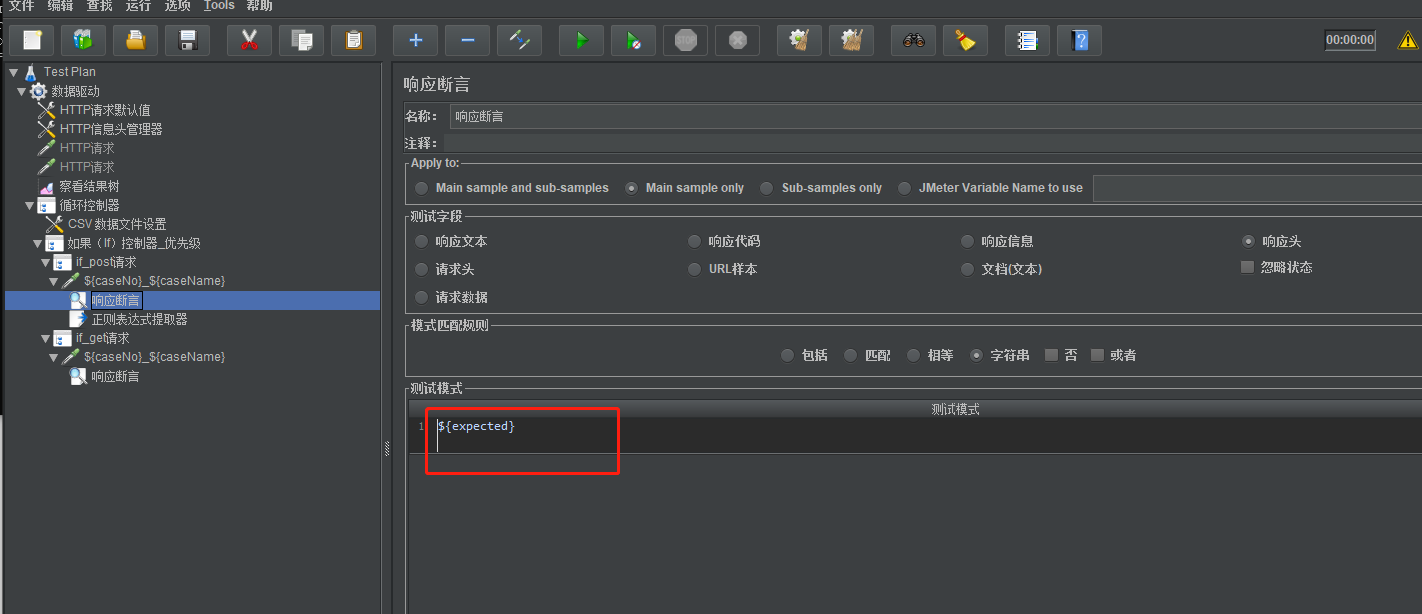 文件 编辑 查找 运行 选项 Tools 帮助
STOP
00:00:00
Test Plan
数据驱动
HTTP请求默认值
HTTP信息头管理器
HTTP请求
HTTP请求
察看结果树
循环控制器
CSV 数据文件设置
如果（If）控制器_优先级
if_post请求
${caseNo}_${caseName}
响应断言
正则表达式提取器
if_get请求
${caseNo}_${caseName}
响应断言
响应断言
名称： 响应断言
注释：
Apply to:
Main sample and sub-samples Main sample only Sub-samples only JMeter Variable Name to use
测试字段
响应文本 响应代码 响应信息 响应头
请求头 URL样本 文档(文本) 忽略状态
请求数据
模式匹配规则
包括 匹配 相等 字符串 否 或者
测试模式
测试模式
1 ${expected}